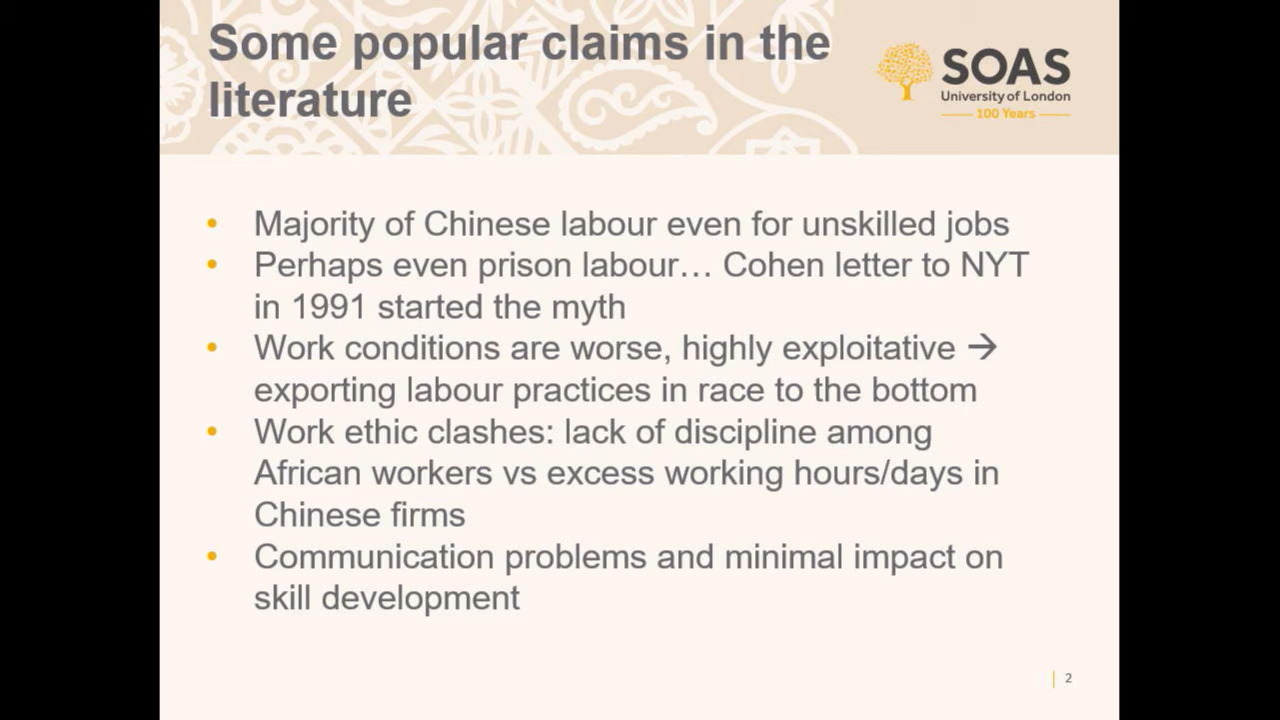 Some popular claims in the
literature
SOAS
University of London
100 Years
• Majority of Chinese labour even for unskilled jobs
• Perhaps even prison labour… Cohen letter to NYT
in 1991 started the myth
• Work conditions are worse, highly exploitative →
exporting labour practices in race to the bottom
• Work ethic clashes: lack of discipline among
African workers vs excess working hours/days in
Chinese firms
• Communication problems and minimal impact on
skill development
2